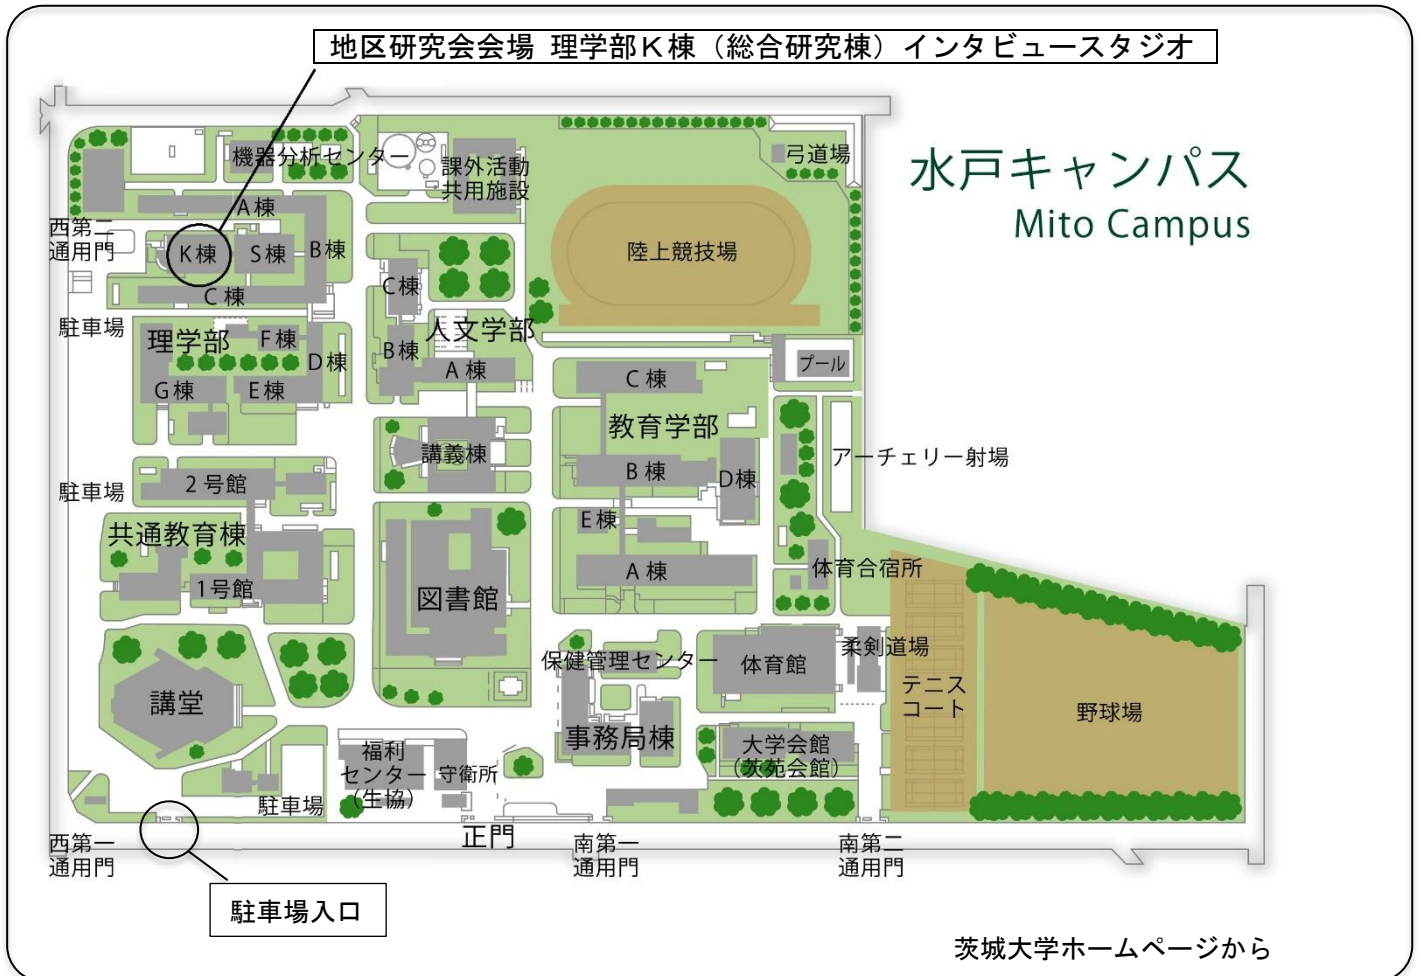 地区研究会会場 理学部Ｋ棟（総合研究棟）インタビュースタジオ
水戸キャンパス
Mito Campus
機器分析センター
課外活動
共用施設
弓道場
A棟
西第二
通用門
K棟
S棟
B棟
C棟
陸上競技場
C棟
駐車場
理学部
F棟
D棟
G棟
E棟
人文学部
B棟
A棟
プール
C棟
教育学部
講義棟
B棟
D棟
アーチェリー射場
駐車場
2号館
共通教育棟
1号館
E棟
A棟
体育合宿所
図書館
保健管理センター
体育館
柔剣道場
テニス
コート
野球場
講堂
事務局棟
大学会館
（茨苑会館）
福利
センター
（生協）
守衛所
駐車場
正門
西第一
通用門
南第一
通用門
南第二
通用門
駐車場入口
茨城大学ホームページから